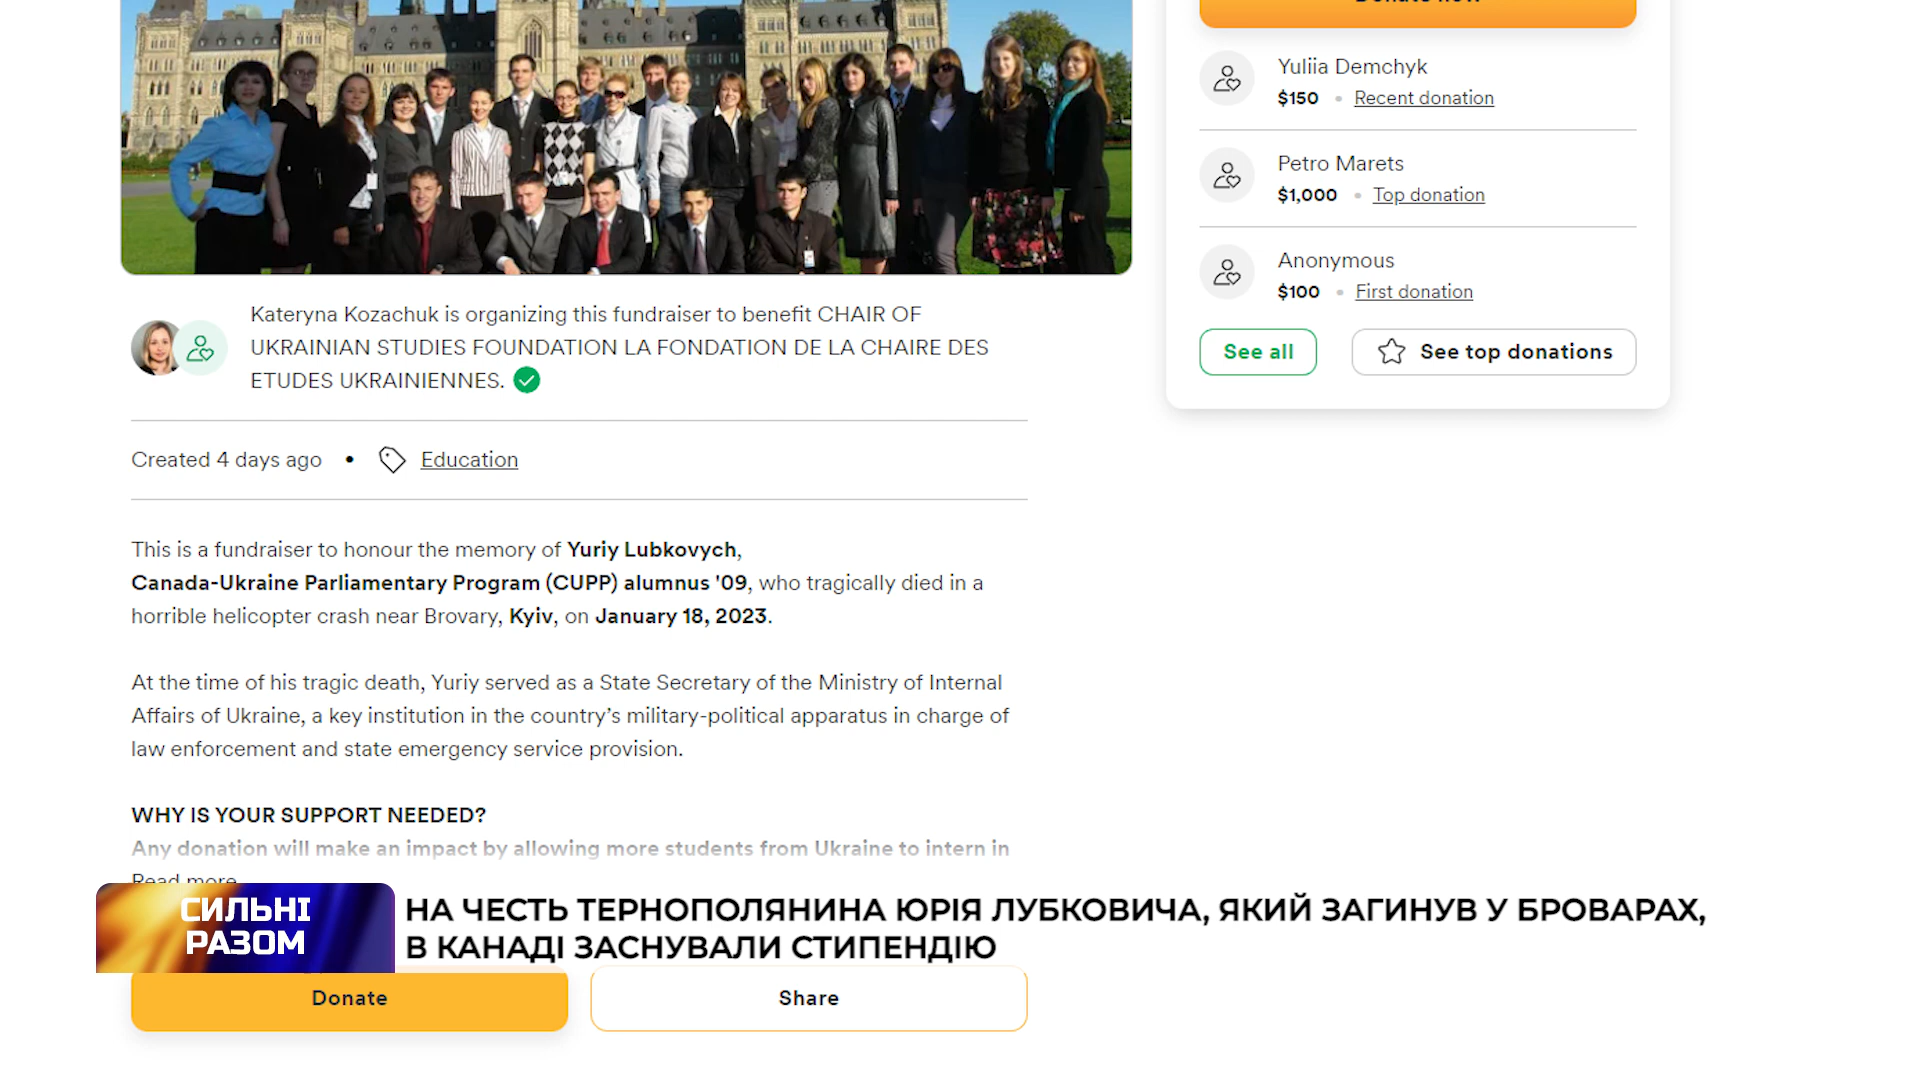 Donate now
Yuliia Demchyk
$150 • Recent donation
Petro Marets
$1,000 • Top donation
Anonymous
$100 • First donation
See all
See top donations
Kateryna Kozachuk is organizing this fundraiser to benefit CHAIR OF
UKRAINIAN STUDIES FOUNDATION LA FONDATION DE LA CHAIRE DES
ETUDES UKRAINIENNES.
Created 4 days ago • Education
This is a fundraiser to honour the memory of Yuriy Lubkovych,
Canada-Ukraine Parliamentary Program (CUPP) alumnus '09, who tragically died in a
horrible helicopter crash near Brovary, Kyiv, on January 18, 2023.
At the time of his tragic death, Yuriy served as a State Secretary of the Ministry of Internal
Affairs of Ukraine, a key institution in the country’s military-political apparatus in charge of
law enforcement and state emergency service provision.
WHY IS YOUR SUPPORT NEEDED?
Any donation will make an impact by allowing more students from Ukraine to intern in
Read more
СИЛЬНІ
РАЗОМ
НА ЧЕСТЬ ТЕРНОПОЛЯНИНА ЮРІЯ ЛУБКОВИЧА, ЯКИЙ ЗАГИНУВ У БРОВАРАХ,
В КАНАДІ ЗАСНУВАЛИ СТИПЕНДІЮ
Donate
Share